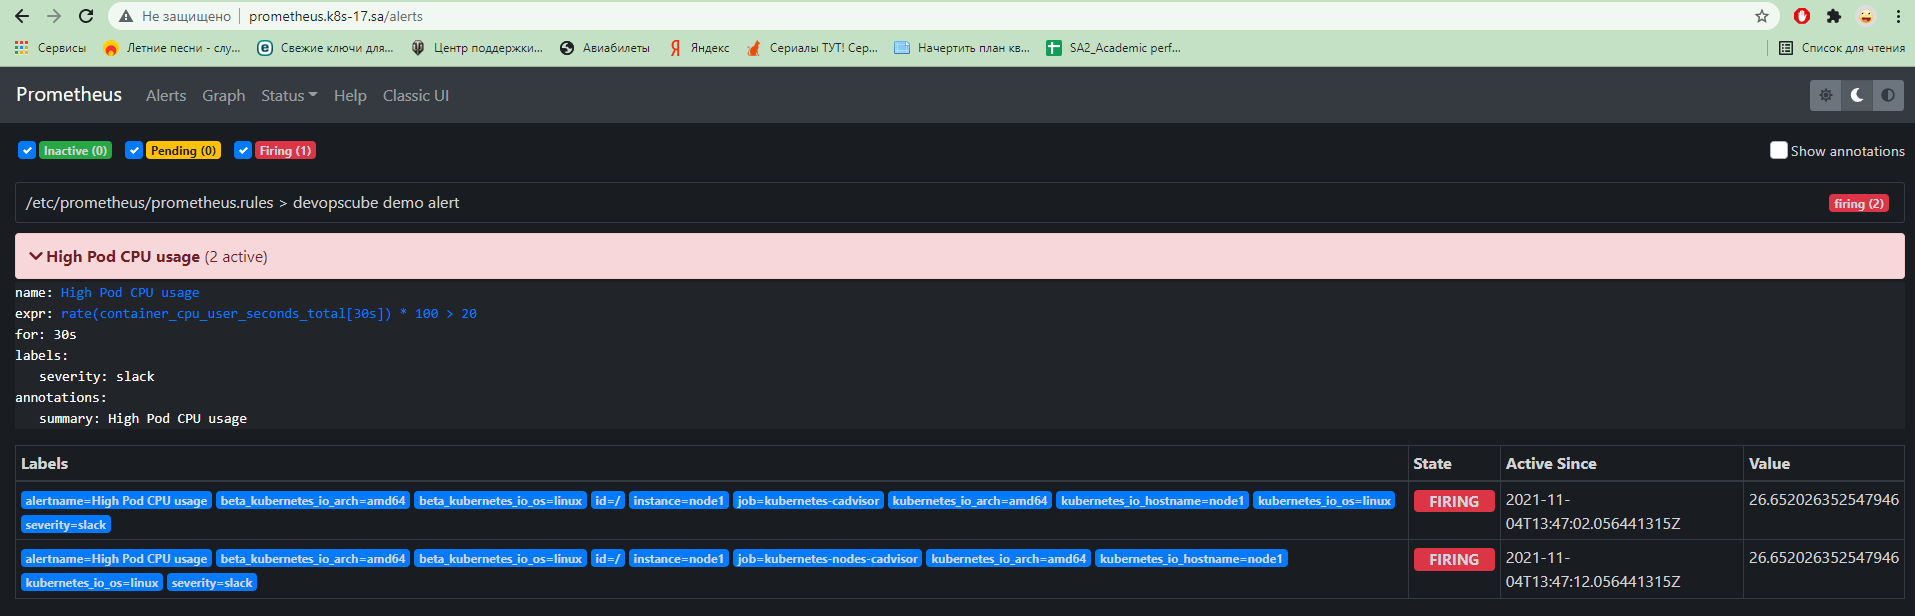 Не защищено | prometheus.k8s-17.sa/alerts
Сервисы Летние песни - слу... Свежие ключи для... Центр поддержки... Авиабилеты Яндекс Сериалы ТУТ! Сер... Начертить план кв... SA2_Academic perf... Список для чтения
Prometheus Alerts Graph Status Help Classic UI
Inactive (0) Pending (0) Firing (1) Show annotations
/etc/prometheus/prometheus.rules > devopscube demo alert firing (2)
High Pod CPU usage (2 active)
name: High Pod CPU usage
expr: rate(container_cpu_user_seconds_total[30s]) * 100 > 20
for: 30s
labels:
severity: slack
annotations:
summary: High Pod CPU usage
Labels State Active Since Value
alertname=High Pod CPU usage beta_kubernetes_io_arch=amd64 beta_kubernetes_io_os=linux id=/ instance=node1 job=kubernetes-cadvisor kubernetes_io_arch=amd64 kubernetes_io_hostname=node1 kubernetes_io_os=linux FIRING 2021-11- 26.652026352547946
severity=slack 04T13:47:02.056441315Z
alertname=High Pod CPU usage beta_kubernetes_io_arch=amd64 beta_kubernetes_io_os=linux id=/ instance=node1 job=kubernetes-nodes-cadvisor kubernetes_io_arch=amd64 kubernetes_io_hostname=node1 FIRING 2021-11- 26.652026352547946
kubernetes_io_os=linux severity=slack 04T13:47:12.056441315Z